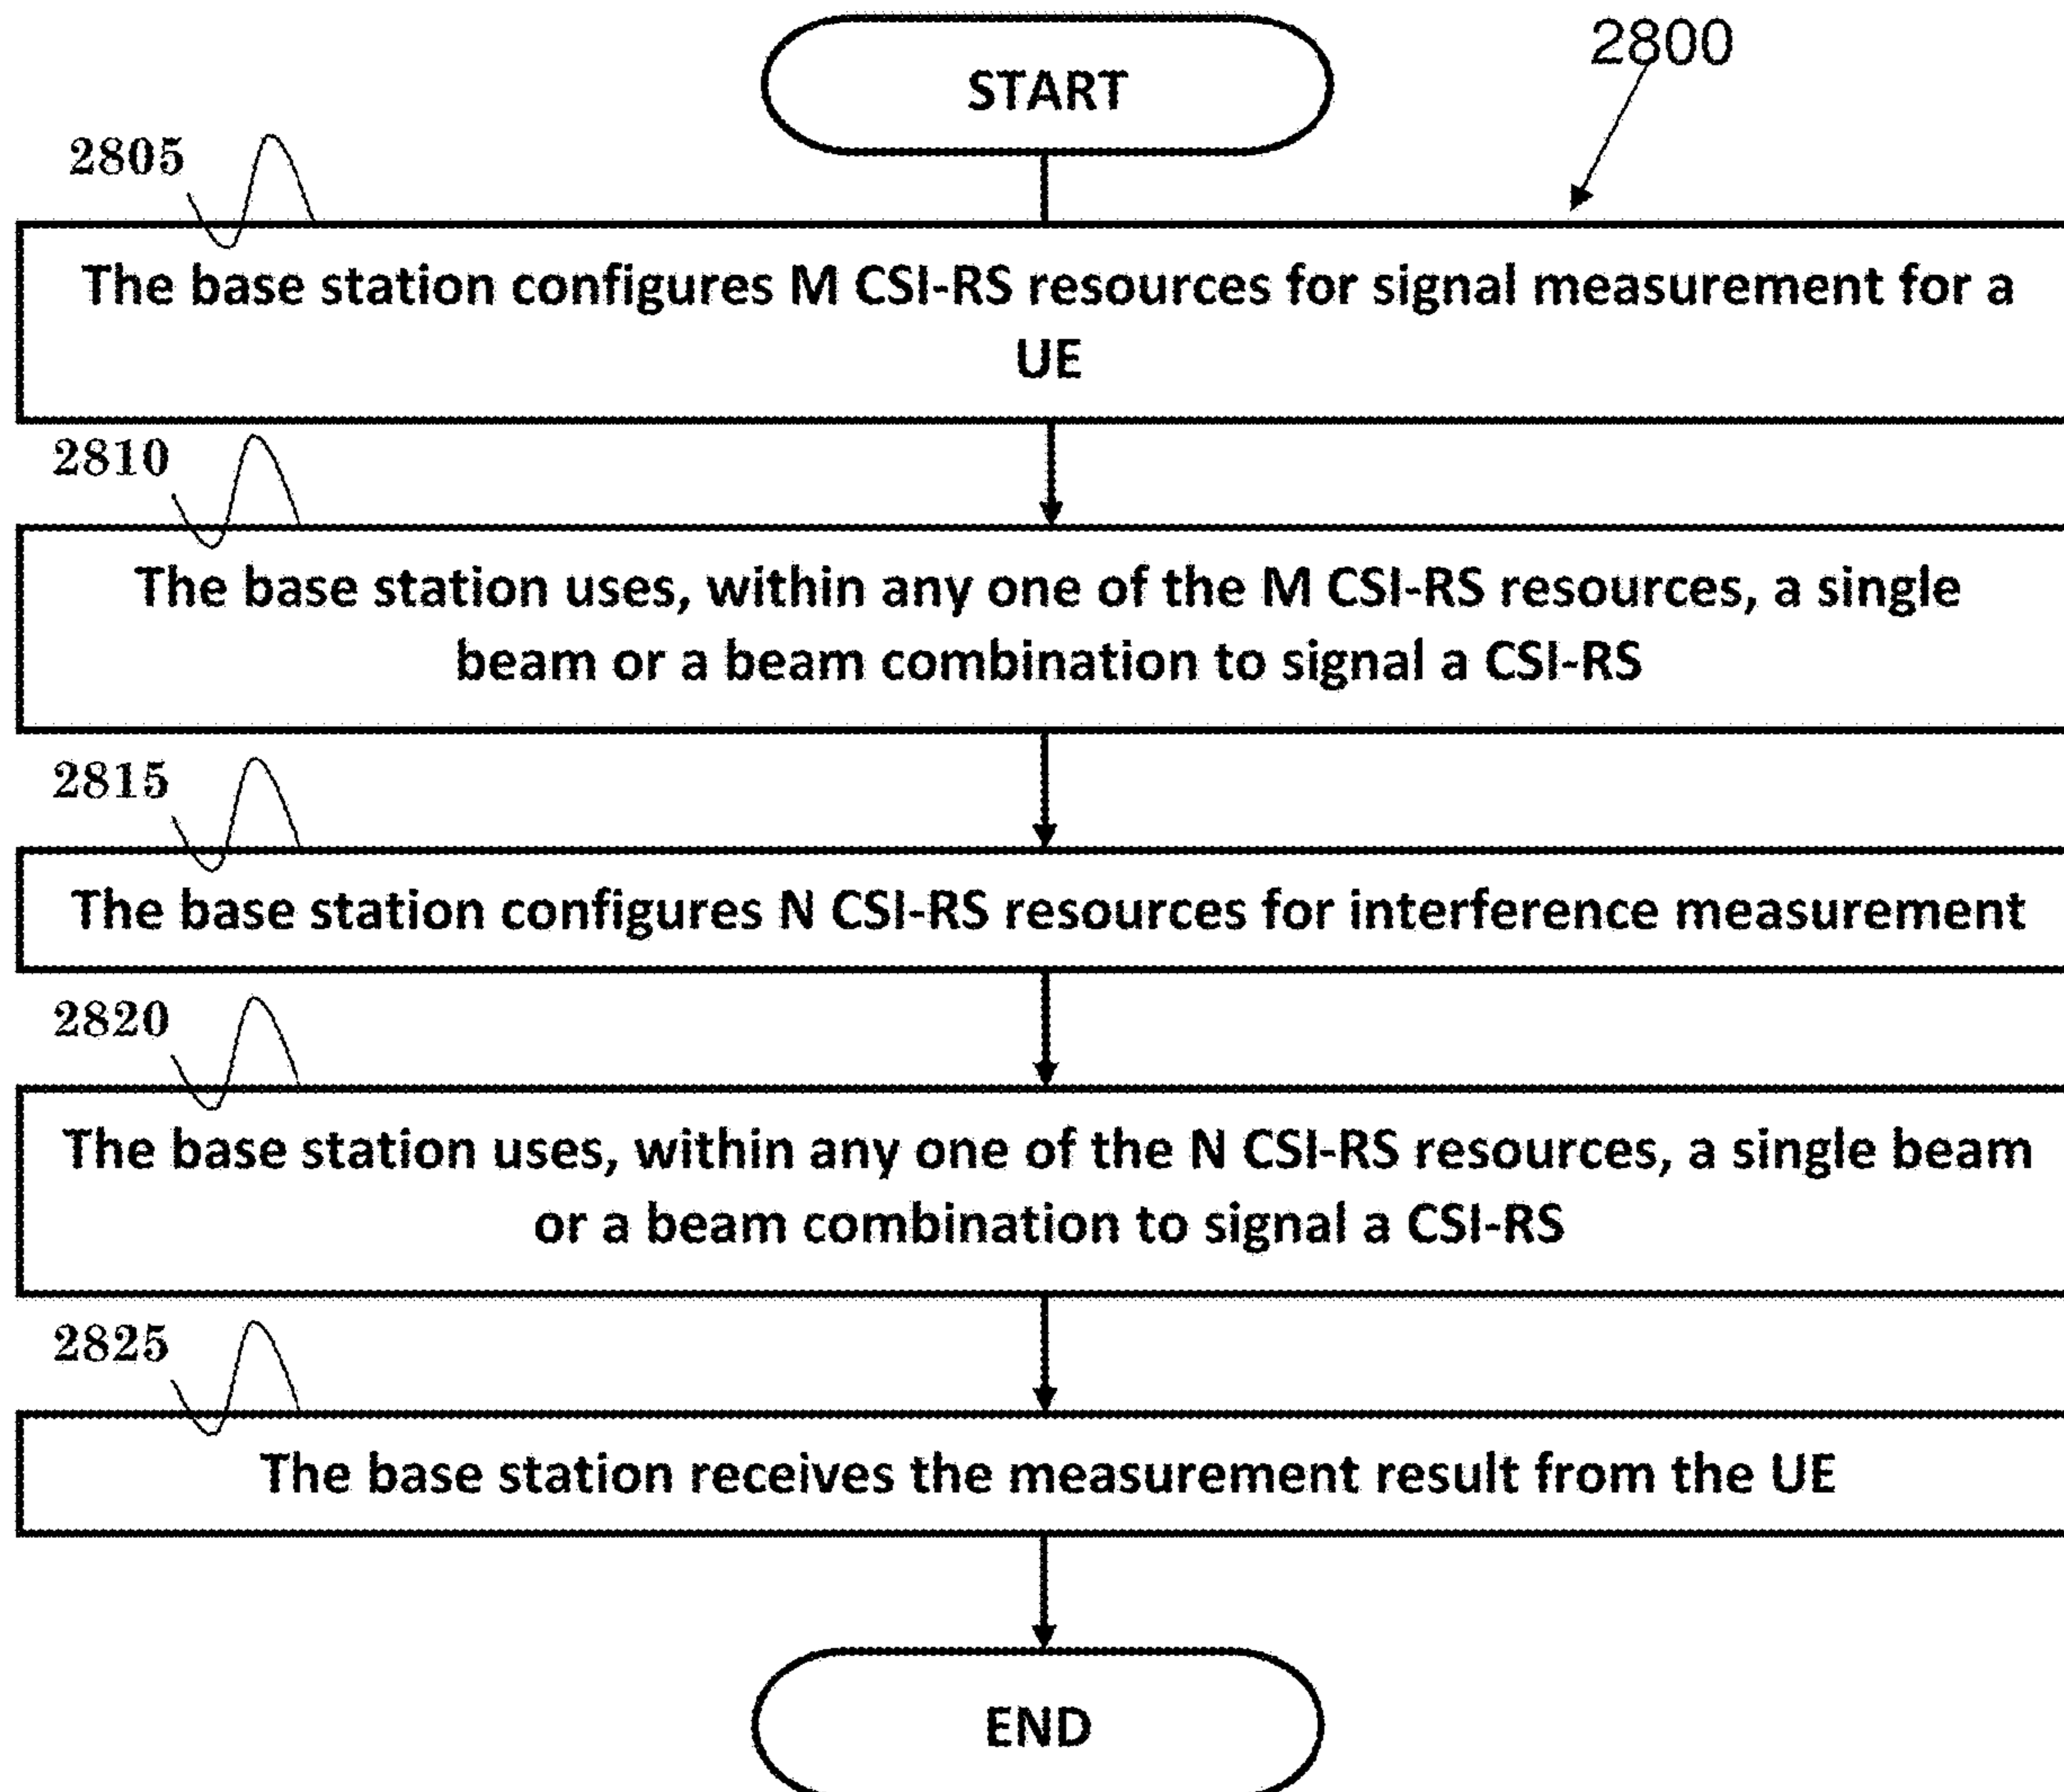 START
2800
2805
The base station configures M CSI-RS resources for signal measurement for a
UE
2810
The base station uses, within any one of the M CSI-RS resources, a single
beam or a beam combination to signal a CSI-RS
2815
The base station configures N CSI-RS resources for interference measurement
2820
The base station uses, within any one of the N CSI-RS resources, a single beam
or a beam combination to signal a CSI-RS
2825
The base station receives the measurement result from the UE
END